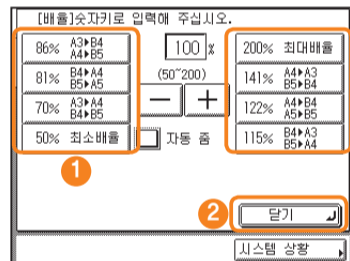 [배율]숫자키로 입력해 주십시오.
86% A3▶B4 A4▶B5
100 %
200% 최대배율
81% B4▶A4 B5▶A5
(50~200)
141% A4▶A3 B5▶B4
70% A3▶A4 B4▶B5
− +
122% A4▶B4 A5▶B5
50% 최소배율
자동 줌
115% B4▶A3 B5▶A4
1
2 닫기
시스템 상황